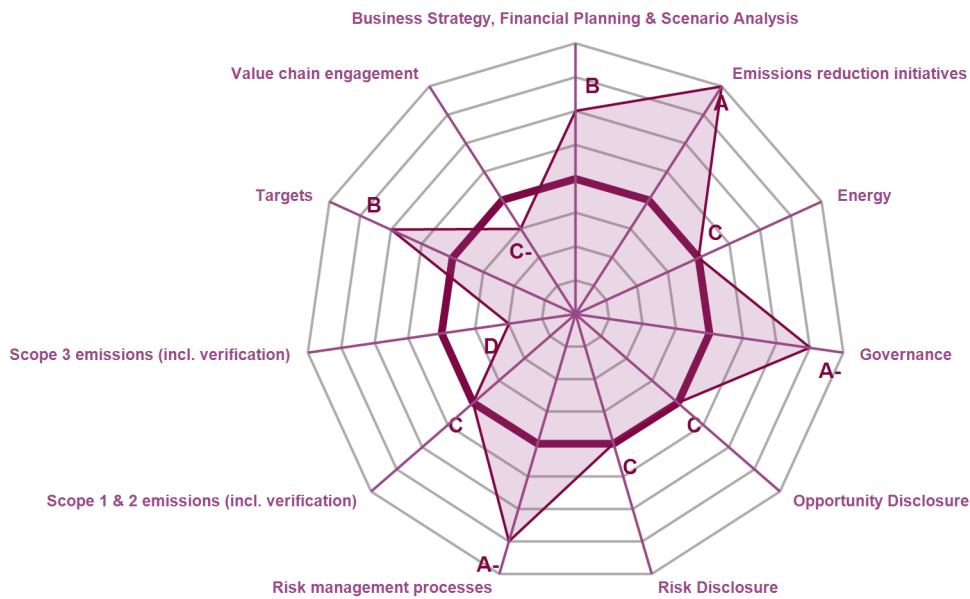 Business Strategy, Financial Planning & Scenario Analysis
Value chain engagement
Emissions reduction initiatives
B
A
Targets
B
Energy
C
C-
Scope 3 emissions (incl. verification)
D
Governance
A-
C
C
Scope 1 & 2 emissions (incl. verification)
Opportunity Disclosure
C
A-
Risk management processes
Risk Disclosure